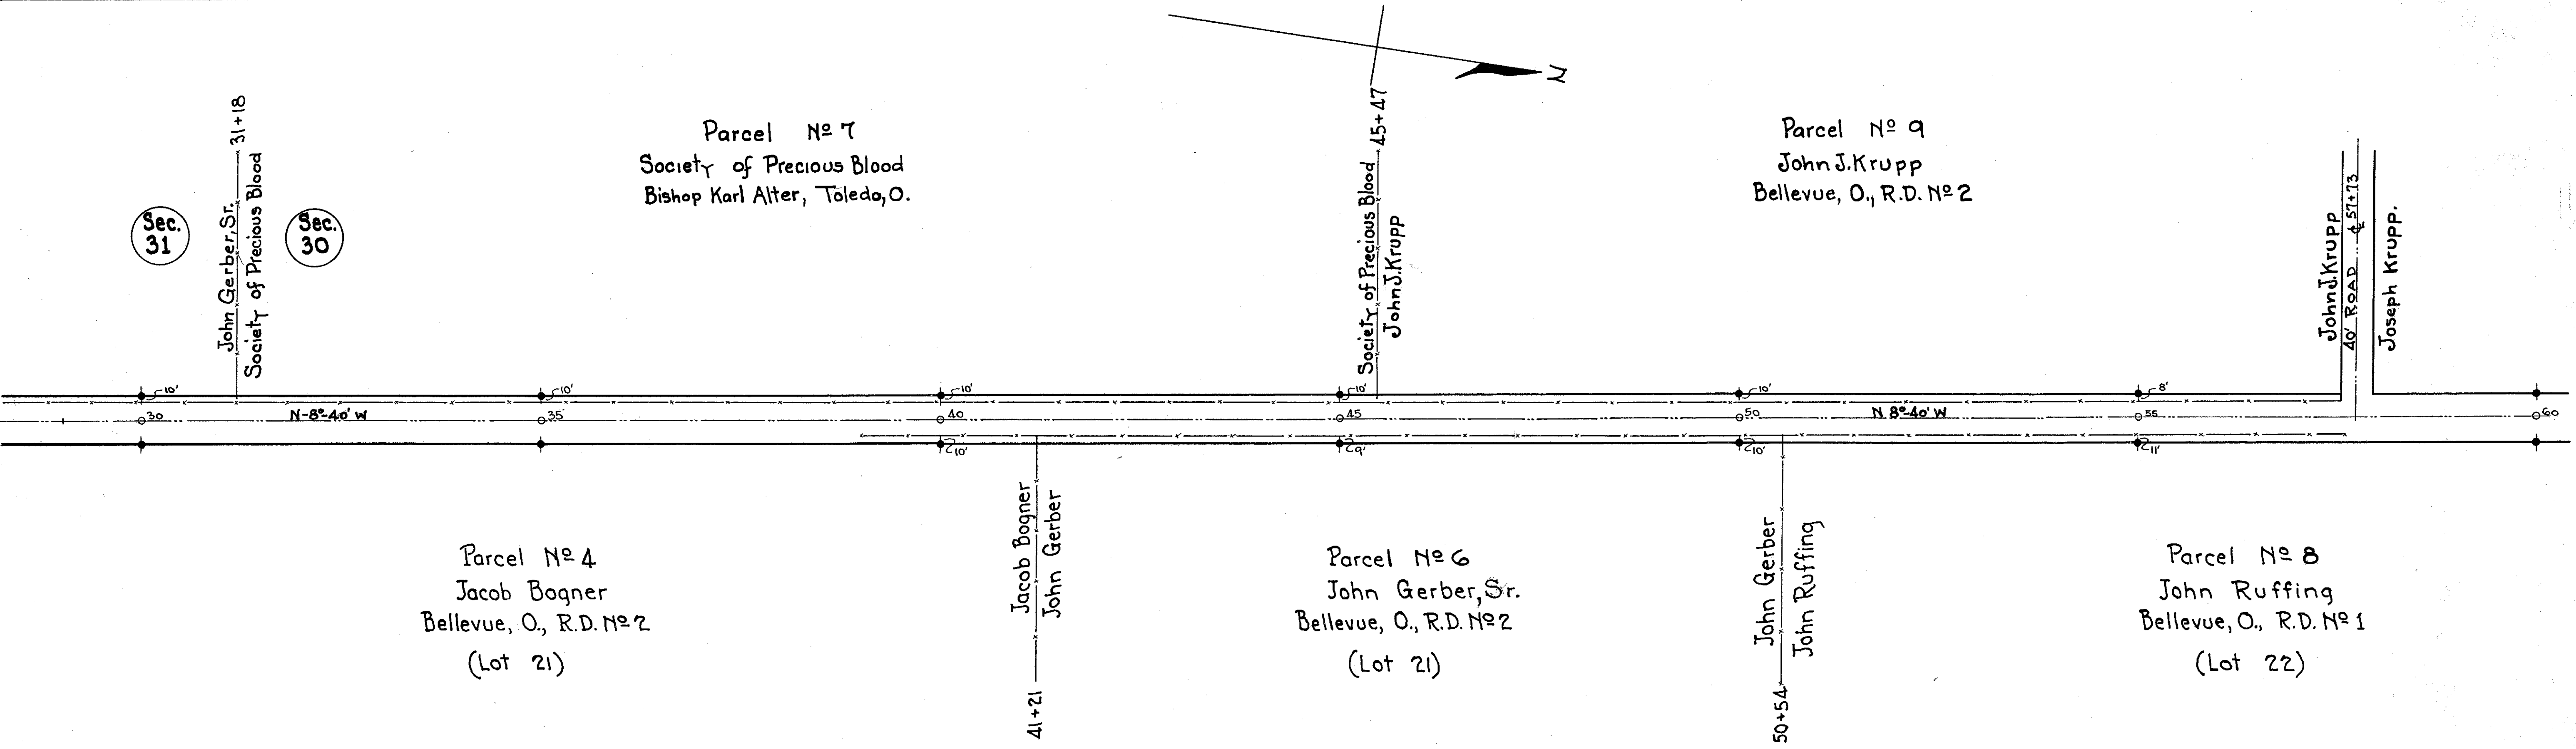 N
Sec.
31
John Gerber, Sr.
31+18
Society of Precious Blood
Sec.
30
Parcel Nº 7
Society of Precious Blood
Bishop Karl Alter, Toledo, O.
Society of Precious Blood
45+47
John J. Krupp
Parcel Nº 9
John J. Krupp
Bellevue, O., R.D. Nº 2
John J. Krupp
40' ROAD ₵ 57+73
Joseph Krupp.
10'
10'
10'
10'
10'
8'
30
N-8°-40' W
35
40
45
50
N 8°-40' W
55
60
10'
9'
10'
11'
Parcel Nº 4
Jacob Bogner
Bellevue, O., R.D. Nº 2
(Lot 21)
Jacob Bogner
41+21
John Gerber
Parcel Nº 6
John Gerber, Sr.
Bellevue, O., R.D. Nº 2
(Lot 21)
John Gerber
50+54
John Ruffing
Parcel Nº 8
John Ruffing
Bellevue, O., R.D. Nº 1
(Lot 22)